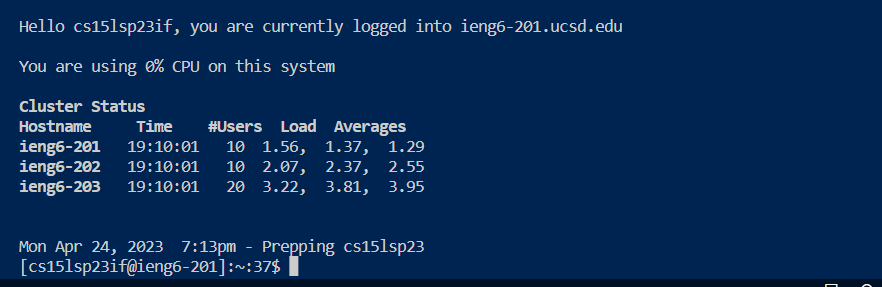 Hello cs15lsp23if, you are currently logged into ieng6-201.ucsd.edu
You are using 0% CPU on this system
Cluster Status
Hostname     Time    #Users  Load  Averages
ieng6-201   19:10:01   10  1.56,  1.37,  1.29
ieng6-202   19:10:01   10  2.07,  2.37,  2.55
ieng6-203   19:10:01   20  3.22,  3.81,  3.95
Mon Apr 24, 2023  7:13pm - Prepping cs15lsp23
[cs15lsp23if@ieng6-201]:~:37$